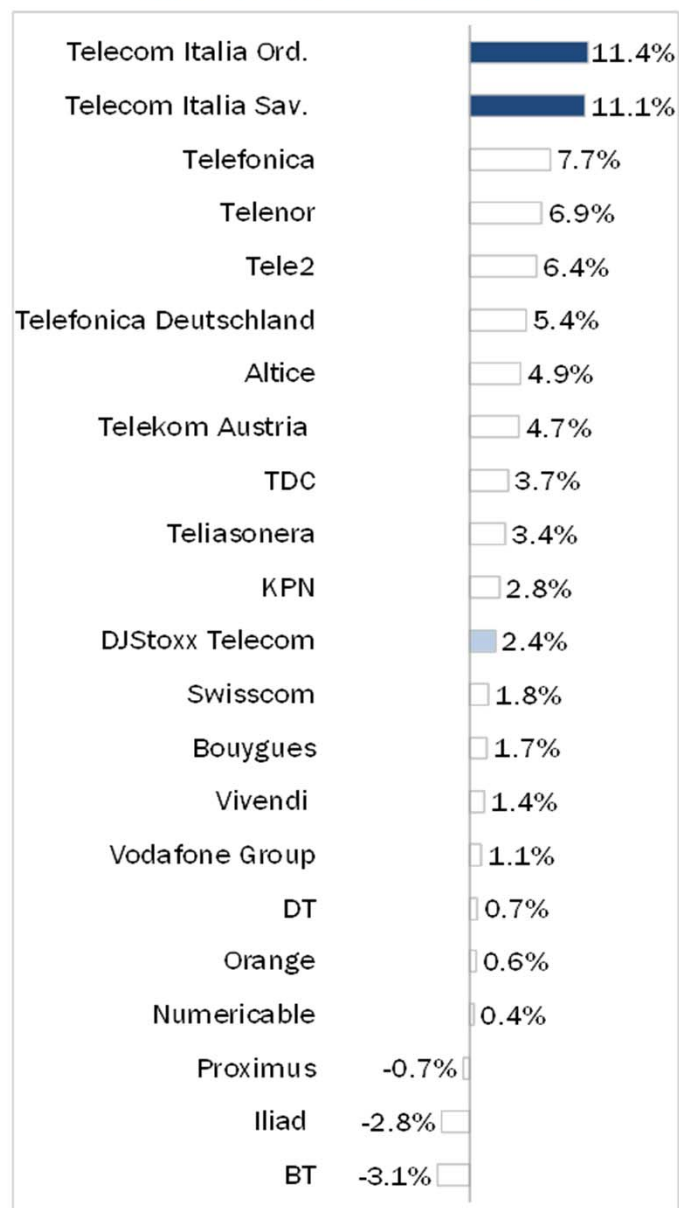 Telecom Italia Ord. 11.4%
Telecom Italia Sav. 11.1%
Telefonica 7.7%
Telenor 6.9%
Tele2 6.4%
Telefonica Deutschland 5.4%
Altice 4.9%
Telekom Austria 4.7%
TDC 3.7%
Teliasonera 3.4%
KPN 2.8%
DJStoxx Telecom 2.4%
Swisscom 1.8%
Bouygues 1.7%
Vivendi 1.4%
Vodafone Group 1.1%
DT 0.7%
Orange 0.6%
Numericable 0.4%
Proximus -0.7%
Iliad -2.8%
BT -3.1%